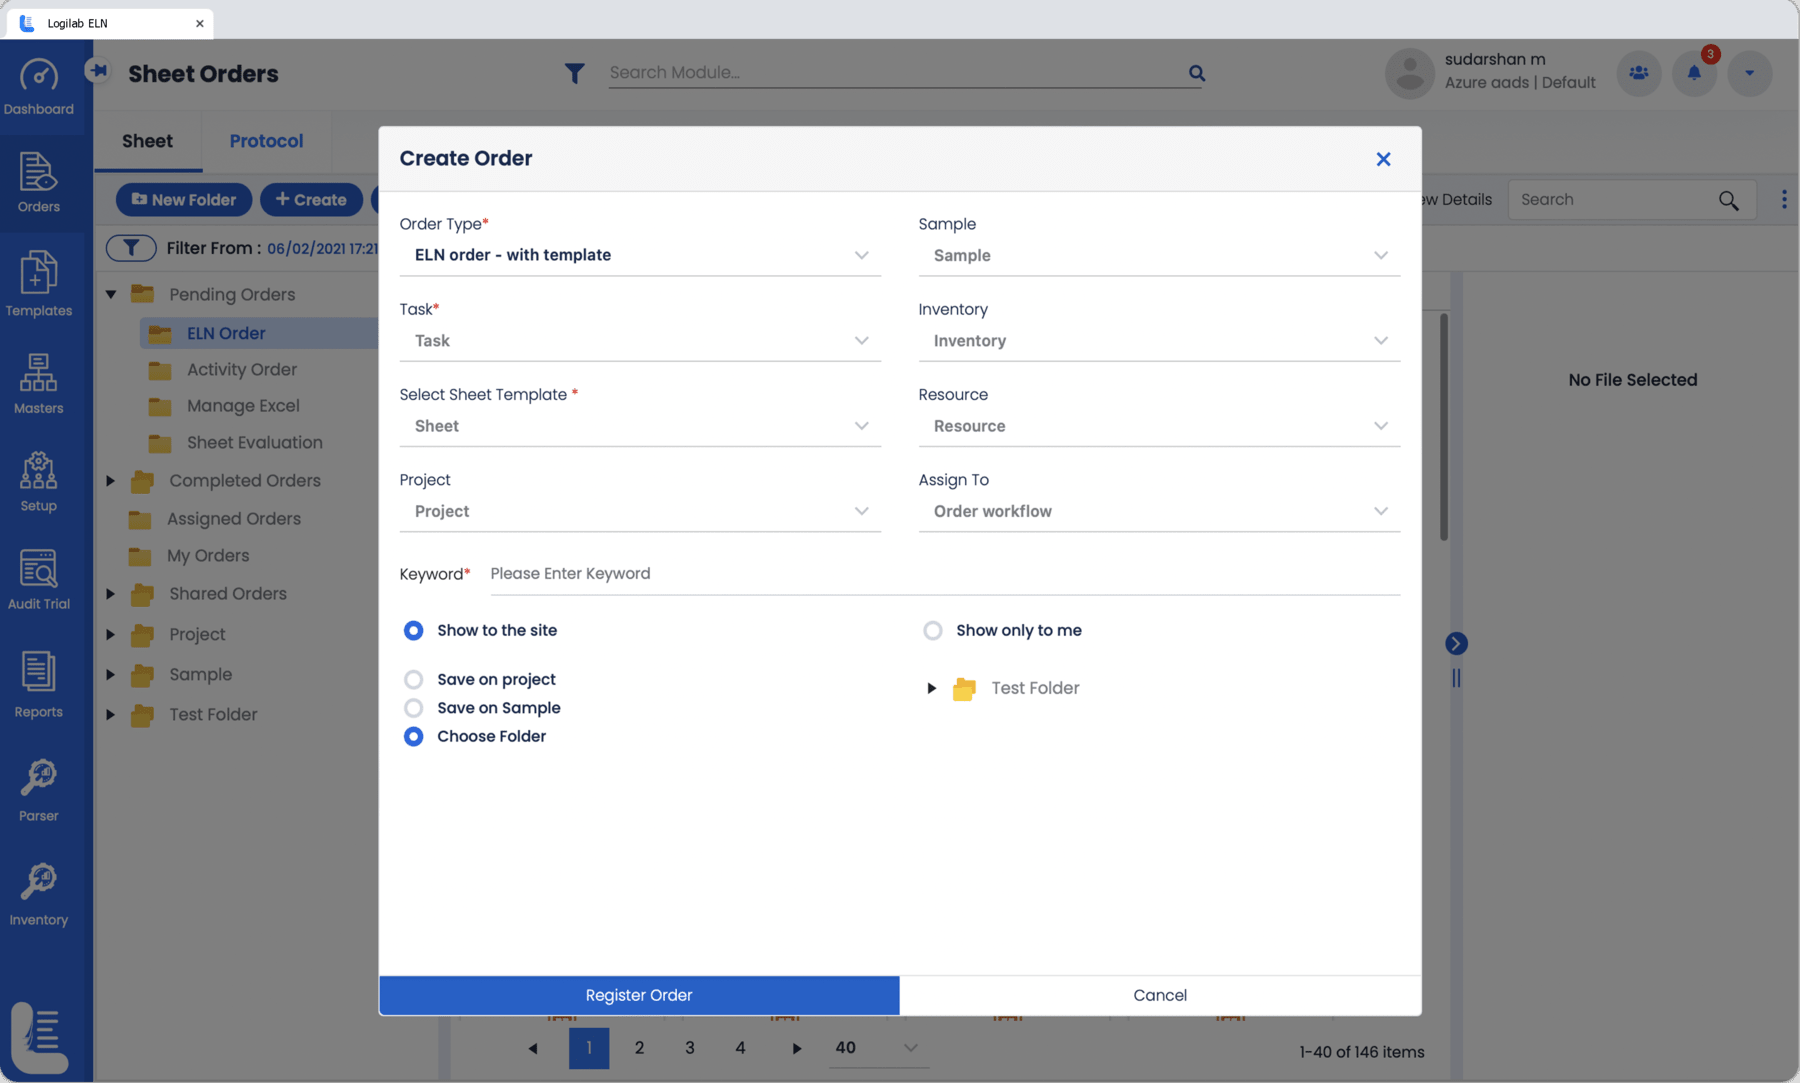 Logilab ELN
Dashboard
Sheet Orders
Search Module...
sudarshan m
Azure aads | Default
3
Orders
Templates
Masters
Setup
Audit Trial
Reports
Parser
Inventory
Sheet
Protocol
New Folder
+ Create
ew Details
Search
Filter From : 06/02/2021 17:21
Pending Orders
ELN Order
Activity Order
Manage Excel
Sheet Evaluation
Completed Orders
Assigned Orders
My Orders
Shared Orders
Project
Sample
Test Folder
Create Order
Order Type*
ELN order - with template
Sample
Sample
Task*
Task
Inventory
Inventory
Select Sheet Template *
Sheet
Resource
Resource
Project
Project
Assign To
Order workflow
Keyword*
Please Enter Keyword
Show to the site
Show only to me
Save on project
Save on Sample
Choose Folder
Test Folder
Register Order
Cancel
No File Selected
1 2 3 4
40
1-40 of 146 items